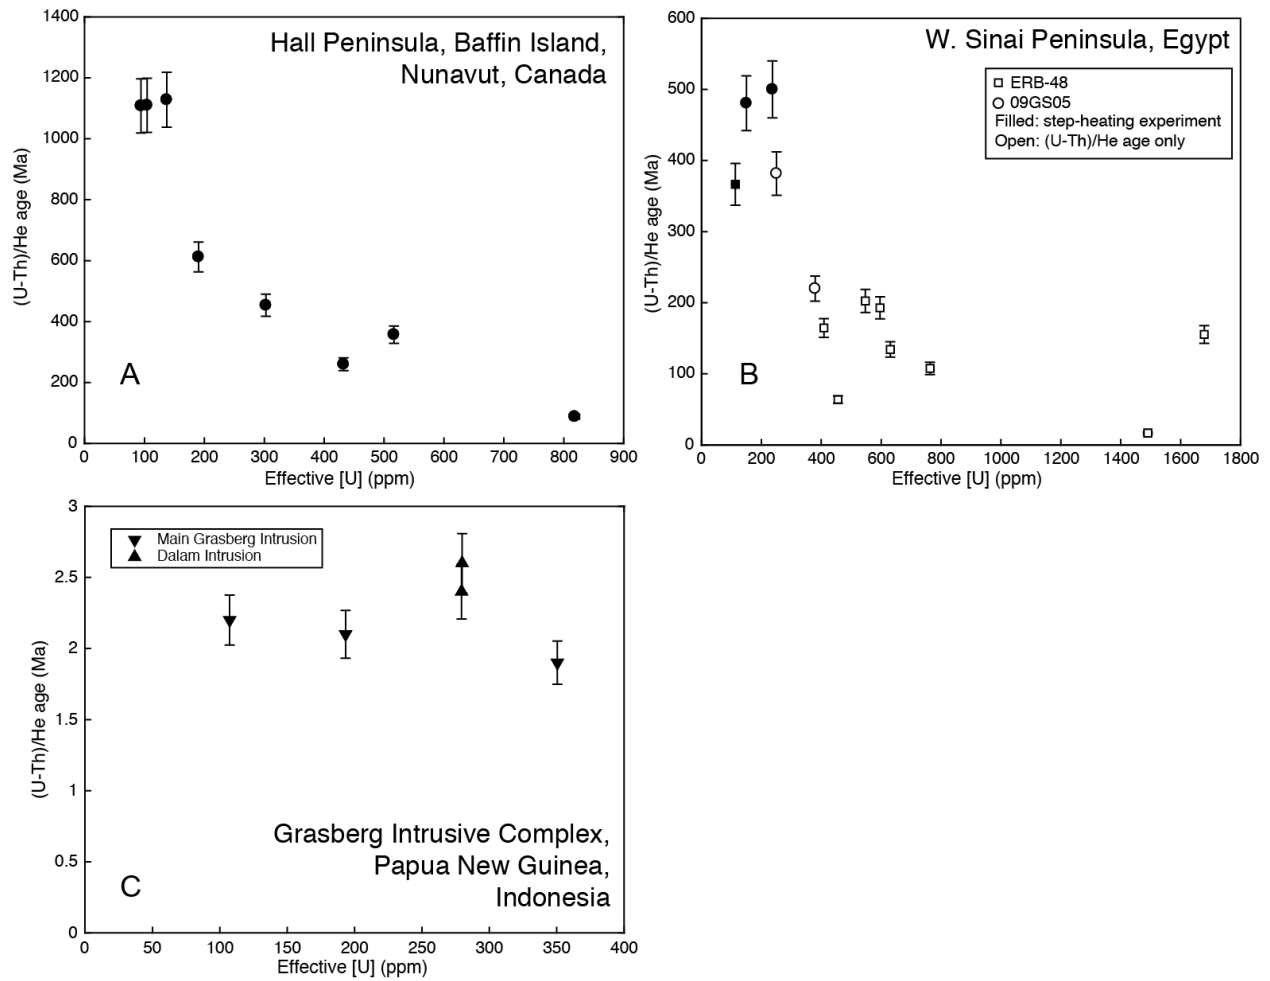 Hall Peninsula, Baffin Island,
Nunavut, Canada
1400
1200
1000
800
600
400
200
0
(U-Th)/He age (Ma)
A
0 100 200 300 400 500 600 700 800 900
Effective [U] (ppm)
W. Sinai Peninsula, Egypt
ERB-48
09GS05
Filled: step-heating experiment
Open: (U-Th)/He age only
600
500
400
300
200
100
0
(U-Th)/He age (Ma)
B
0 200 400 600 800 1000 1200 1400 1600 1800
Effective [U] (ppm)
Main Grasberg Intrusion
Dalam Intrusion
3
2.5
2
1.5
1
0.5
0
(U-Th)/He age (Ma)
Grasberg Intrusive Complex,
Papua New Guinea,
Indonesia
C
0 50 100 150 200 250 300 350 400
Effective [U] (ppm)